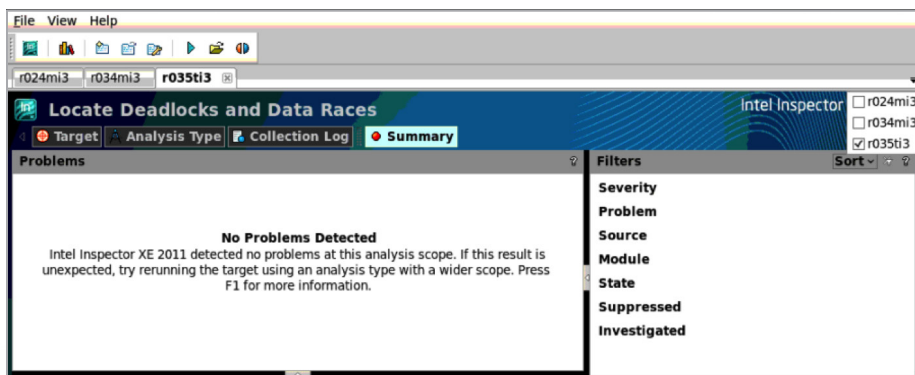 File View Help
r024mi3 r034mi3 r035ti3
Locate Deadlocks and Data Races
Intel Inspector
r024mi3
r034mi3
r035ti3
Target Analysis Type Collection Log Summary
Problems ?
Filters Sort ?
No Problems Detected
Intel Inspector XE 2011 detected no problems at this analysis scope. If this result is
unexpected, try rerunning the target using an analysis type with a wider scope. Press
F1 for more information.
Severity
Problem
Source
Module
State
Suppressed
Investigated